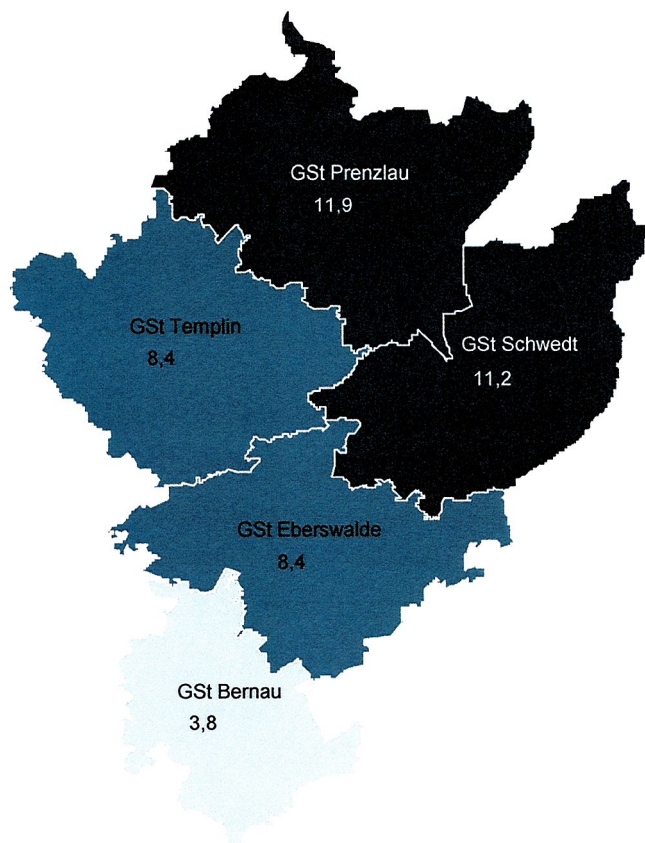 GSt Prenzlau
11,9
GSt Templin
8,4
GSt Schwedt
11,2
GSt Eberswalde
8,4
GSt Bernau
3,8